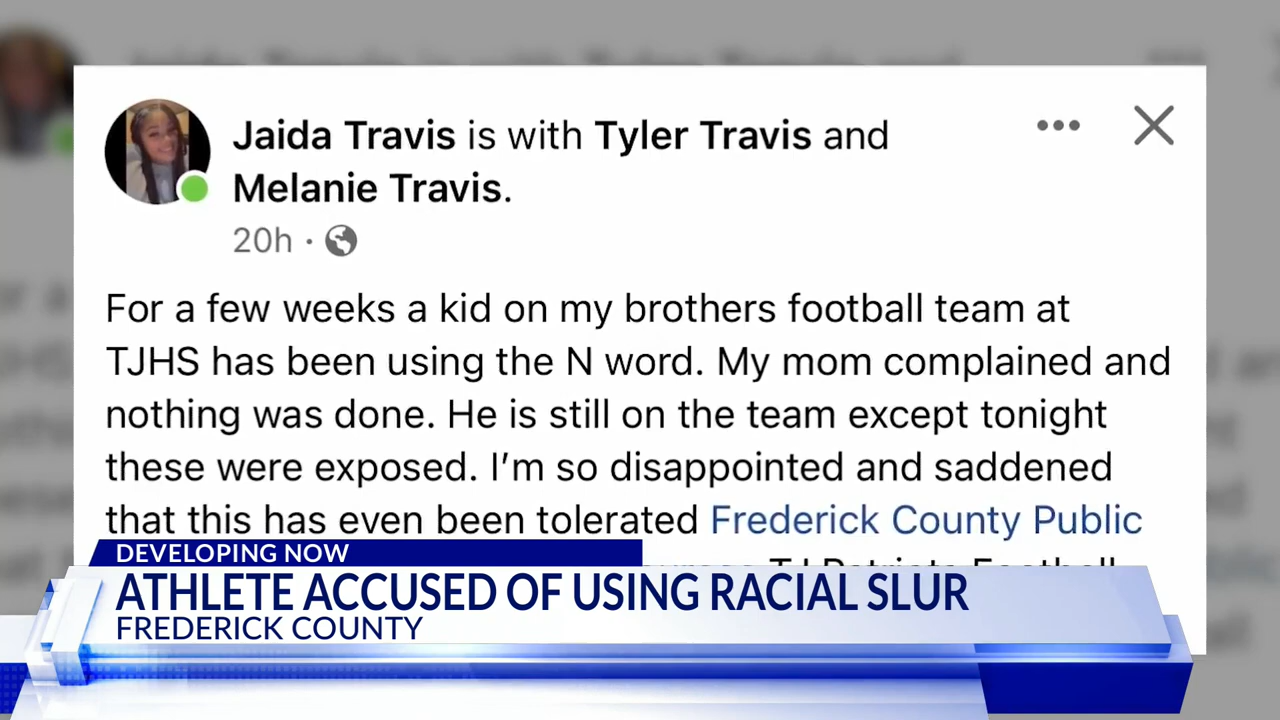 Jaida Travis is with Tyler Travis and
Melanie Travis.
20h ·
For a few weeks a kid on my brothers football team at
TJHS has been using the N word. My mom complained and
nothing was done. He is still on the team except tonight
these were exposed. I’m so disappointed and saddened
that this has even been tolerated Frederick County Public
TJ Patriots Football
DEVELOPING NOW
ATHLETE ACCUSED OF USING RACIAL SLUR
FREDERICK COUNTY